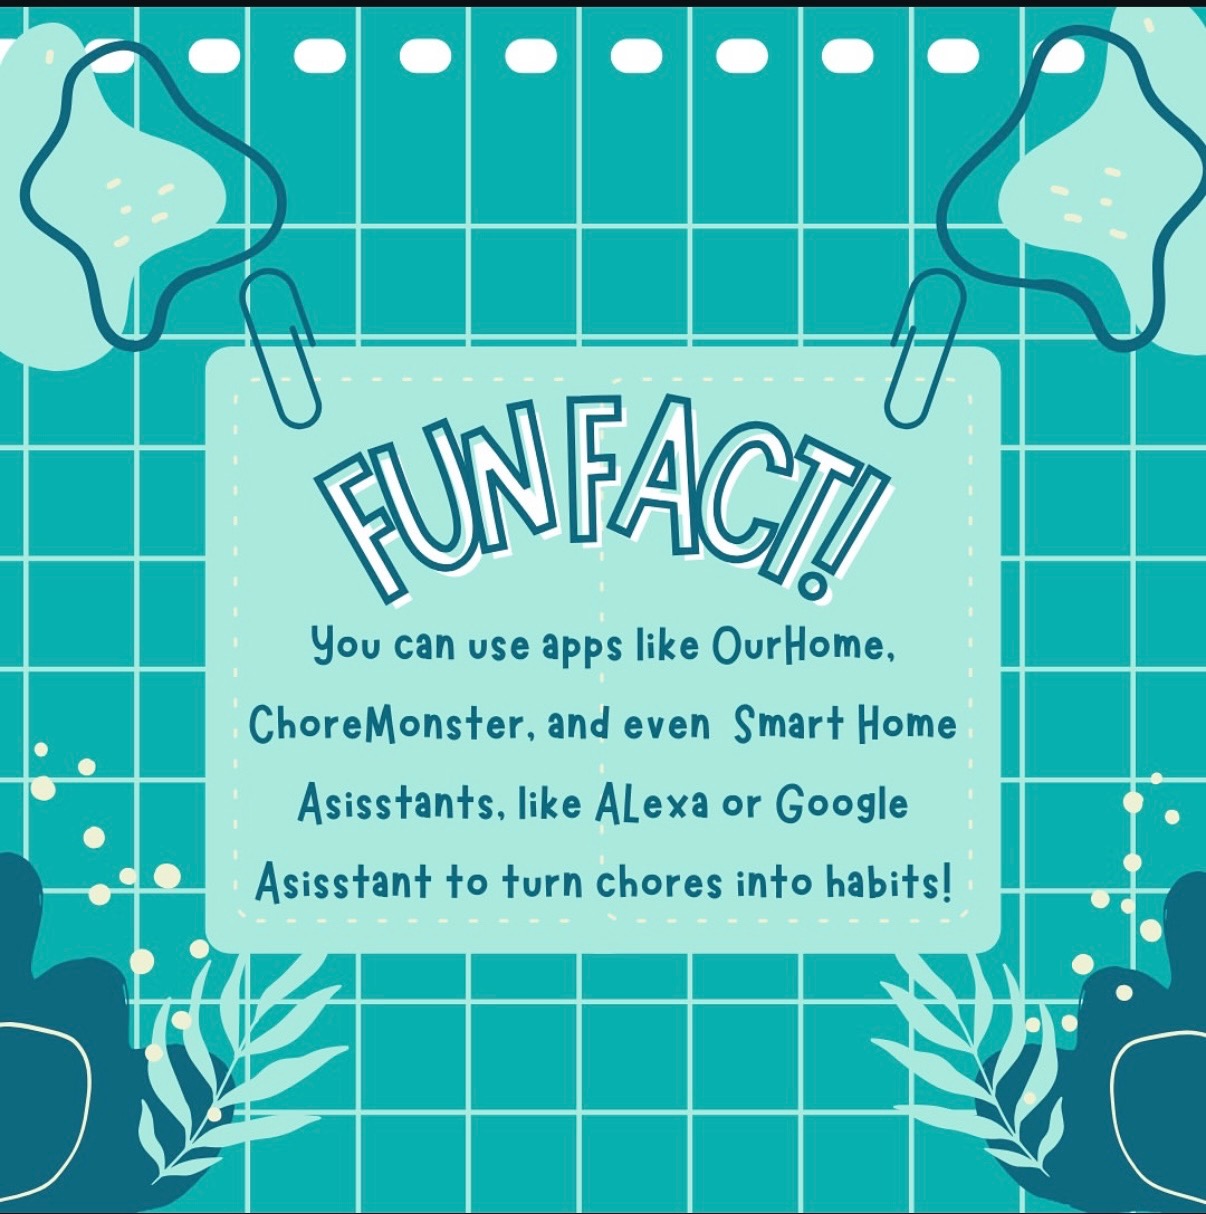 FUN FACT!
You can use apps like OurHome,
ChoreMonster, and even Smart Home
Asisstants, like ALexa or Google
Asisstant to turn chores into habits!